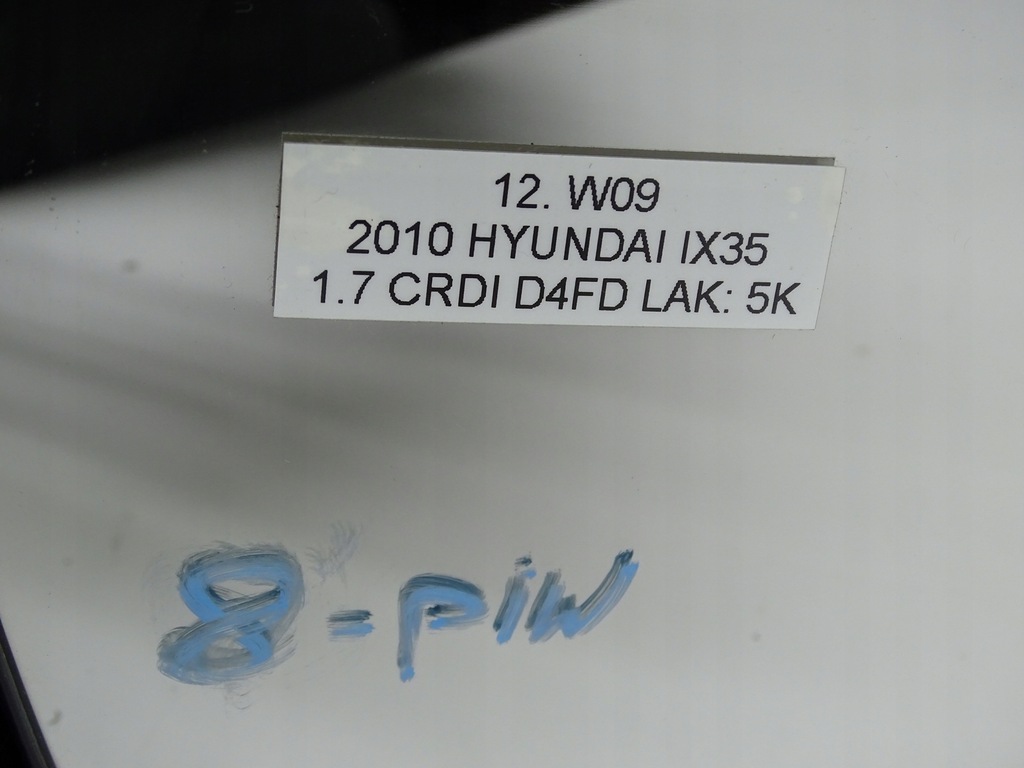 12. W09
2010 HYUNDAI IX35
1.7 CRDI D4FD LAK: 5K
8-PIN